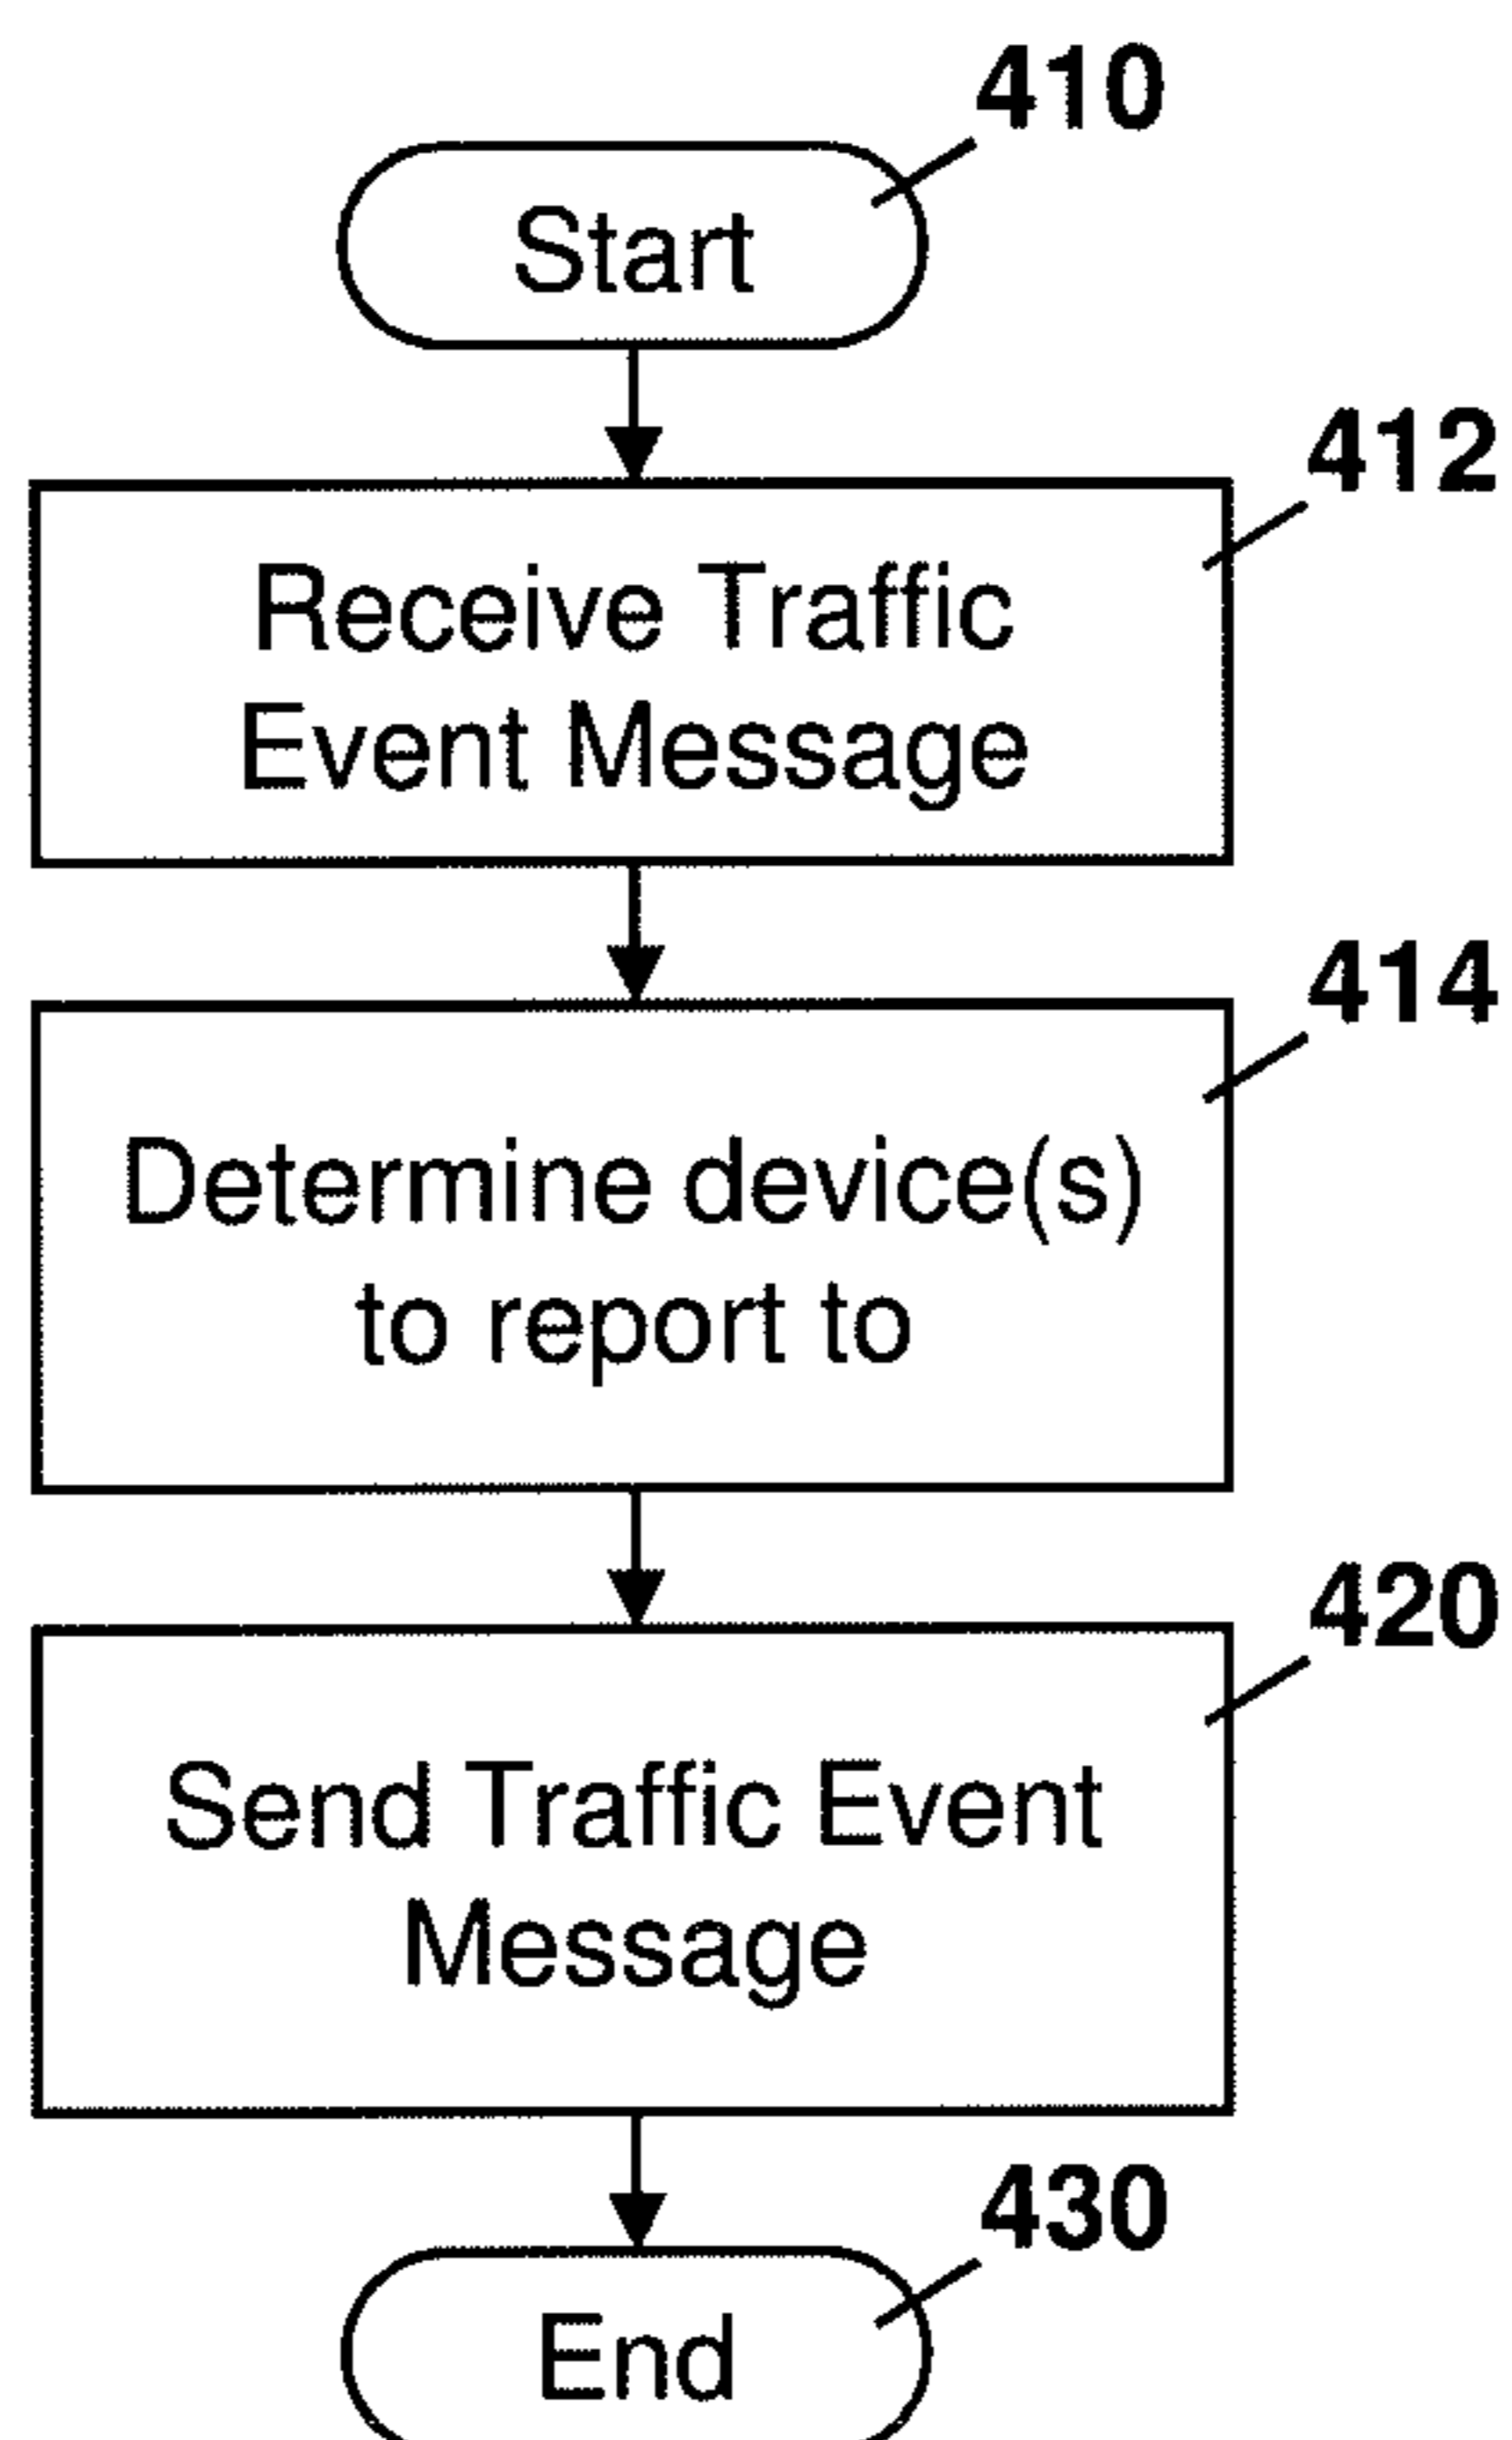 410
Start
412
Receive Traffic
Event Message
414
Determine device(s)
to report to
420
Send Traffic Event
Message
430
End